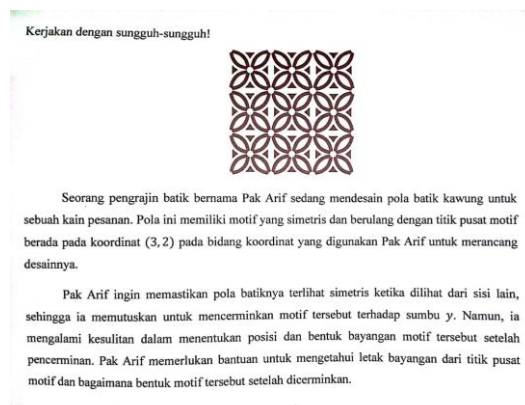 Kerjakan dengan sungguh-sungguh!
Seorang pengrajin batik bernama Pak Arif sedang mendesain pola batik kawung untuk
sebuah kain pesanan. Pola ini memiliki motif yang simetris dan berulang dengan titik pusat motif
berada pada koordinat (3, 2) pada bidang koordinat yang digunakan Pak Arif untuk merancang
desainnya.
Pak Arif ingin memastikan pola batiknya terlihat simetris ketika dilihat dari sisi lain,
sehingga ia memutuskan untuk mencerminkan motif tersebut terhadap sumbu y. Namun, ia
mengalami kesulitan dalam menentukan posisi dan bentuk bayangan motif tersebut setelah
pencerminan. Pak Arif memerlukan bantuan untuk mengetahui letak bayangan dari titik pusat
motif dan bagaimana bentuk motif tersebut setelah dicerminkan.